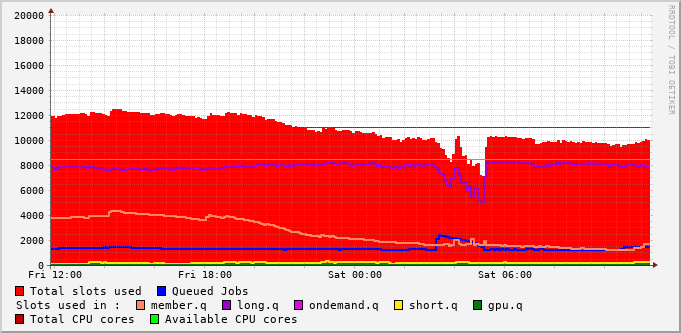 20000
18000
16000
14000
12000
10000
8000
6000
4000
2000
0
Fri 12:00 Fri 18:00 Sat 00:00 Sat 06:00
Total slots used Queued Jobs
Slots used in : member.q long.q ondemand.q short.q gpu.q
Total CPU cores Available CPU cores
RRDTOOL / TOBI OETIKER